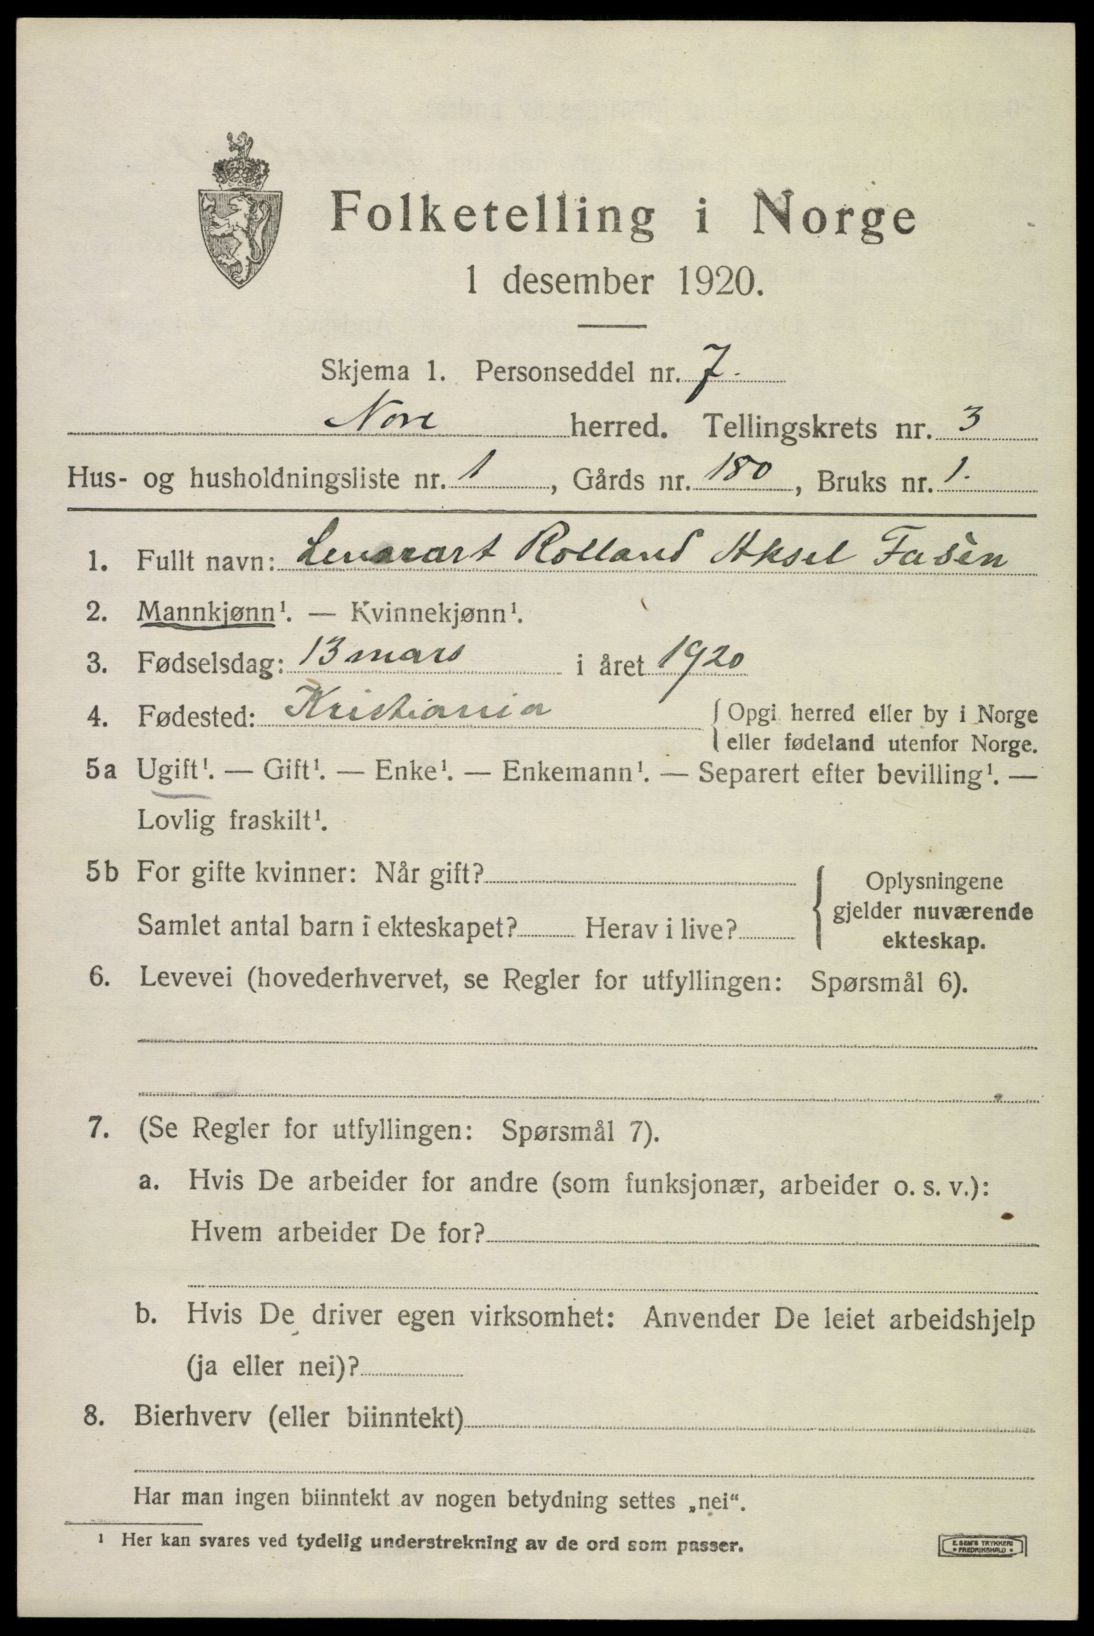 Folketelling i Norge
1 desember 1920.
Skjema 1. Personseddel nr. 7.
Nore herred. Tellingskrets nr. 3
Hus- og husholdningsliste nr. 1, Gårds nr. 180, Bruks nr. 1.
1. Fullt navn: Rolland Aksel Fasèn
2. Mannkjønn¹. — Kvinnekjønn¹.
3. Fødselsdag: 13 mars i året 1920
4. Fødested: Kristiania { Opgi herred eller by i Norge
eller fødeland utenfor Norge.
5a Ugift¹. — Gift¹. — Enke¹. — Enkemann¹. — Separert efter bevilling¹. —
Lovlig fraskilt¹.
5b For gifte kvinner: Når gift? { Oplysningene
gjelder nuværende
Samlet antal barn i ekteskapet? Herav i live? ekteskap.
6. Levevei (hovederhvervet, se Regler for utfyllingen: Spørsmål 6).
7. (Se Regler for utfyllingen: Spørsmål 7).
a. Hvis De arbeider for andre (som funksjonær, arbeider o. s. v.):
Hvem arbeider De for?
b. Hvis De driver egen virksomhet: Anvender De leiet arbeidshjelp
(ja eller nei)?
8. Bierhverv (eller biinntekt)
Har man ingen biinntekt av nogen betydning settes „nei“.
¹ Her kan svares ved tydelig understrekning av de ord som passer.
E. SEM'S TRYKKERI
• FREDRIKSHALD •